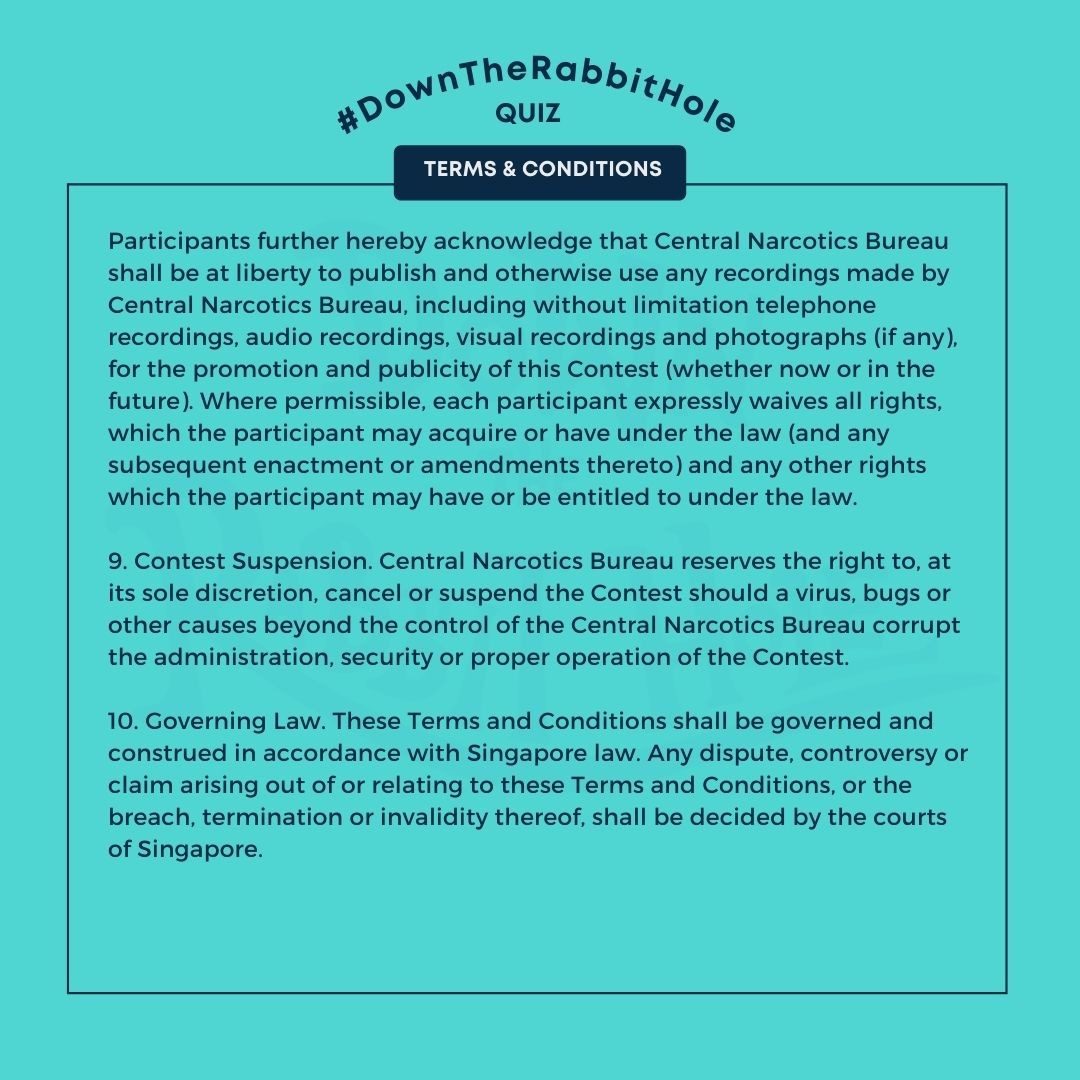 #DownTheRabbitHole
QUIZ
TERMS & CONDITIONS
Participants further hereby acknowledge that Central Narcotics Bureau
shall be at liberty to publish and otherwise use any recordings made by
Central Narcotics Bureau, including without limitation telephone
recordings, audio recordings, visual recordings and photographs (if any),
for the promotion and publicity of this Contest (whether now or in the
future). Where permissible, each participant expressly waives all rights,
which the participant may acquire or have under the law (and any
subsequent enactment or amendments thereto) and any other rights
which the participant may have or be entitled to under the law.
9. Contest Suspension. Central Narcotics Bureau reserves the right to, at
its sole discretion, cancel or suspend the Contest should a virus, bugs or
other causes beyond the control of the Central Narcotics Bureau corrupt
the administration, security or proper operation of the Contest.
10. Governing Law. These Terms and Conditions shall be governed and
construed in accordance with Singapore law. Any dispute, controversy or
claim arising out of or relating to these Terms and Conditions, or the
breach, termination or invalidity thereof, shall be decided by the courts
of Singapore.